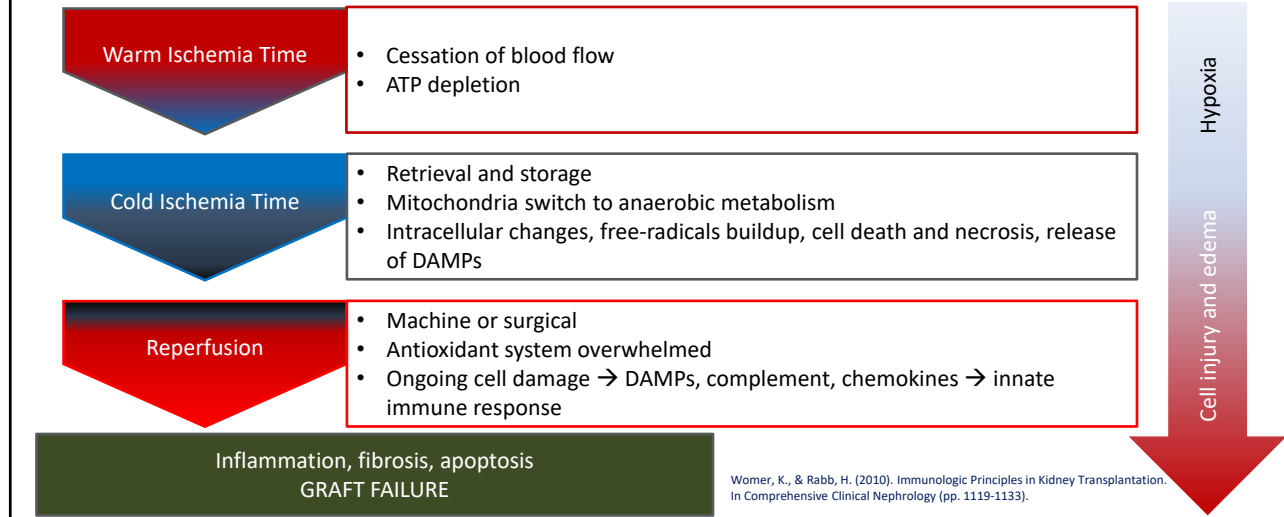 Warm Ischemia Time
• Cessation of blood flow
• ATP depletion
Cold Ischemia Time
• Retrieval and storage
• Mitochondria switch to anaerobic metabolism
• Intracellular changes, free-radicals buildup, cell death and necrosis, release
of DAMPs
Reperfusion
• Machine or surgical
• Antioxidant system overwhelmed
• Ongoing cell damage → DAMPs, complement, chemokines → innate
immune response
Inflammation, fibrosis, apoptosis
GRAFT FAILURE
Womer, K., & Rabb, H. (2010). Immunologic Principles in Kidney Transplantation.
In Comprehensive Clinical Nephrology (pp. 1119-1133).
Hypoxia
Cell injury and edema